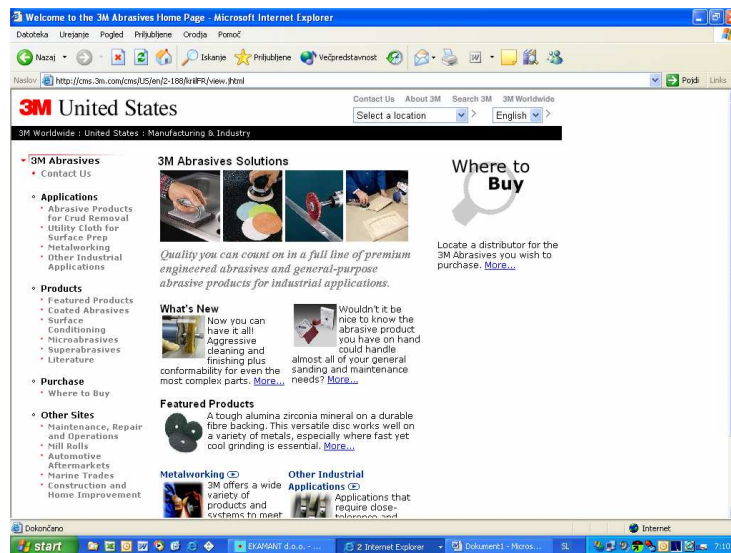 Welcome to the 3M Abrasives Home Page - Microsoft Internet Explorer
Datoteka Urejanje Pogled Priljubljene Orodja Pomoč
Nazaj Iskanje Priljubljene Večpredstavnost
Naslov http://cms.3m.com/cms/US/en/2-188/kriilFR/view.jhtml Pojdi Links
Contact Us About 3M Search 3M 3M Worldwide
3M United States
Select a location English
3M Worldwide : United States : Manufacturing & Industry
3M Abrasives
Contact Us
Applications
Abrasive Products
for Crud Removal
Utility Cloth for
Surface Prep
Metalworking
Other Industrial
Applications
Products
Featured Products
Coated Abrasives
Surface
Conditioning
Microabrasives
Superabrasives
Literature
Purchase
Where to Buy
Other Sites
Maintenance, Repair
and Operations
Mill Rolls
Automotive
Aftermarkets
Marine Trades
Construction and
Home Improvement
3M Abrasives Solutions
Quality you can count on in a full line of premium
engineered abrasives and general-purpose
abrasive products for industrial applications.
What's New
Now you can
have it all!
Aggressive
cleaning and
finishing plus
conformability for even the
most complex parts. More...
Wouldn't it be
nice to know the
abrasive product
you have on hand
could handle
almost all of your general
sanding and maintenance
needs? More...
Featured Products
A tough alumina zirconia mineral on a durable
fibre backing. This versatile disc works well on
a variety of metals, especially where fast yet
cool grinding is essential. More...
Metalworking
3M offers a wide
variety of
products and
systems to meet
Other Industrial
Applications
Applications that
require close-
tolerance and
Where to
Buy
Locate a distributor for the
3M Abrasives you wish to
purchase. More...
Dokončano Internet
start EKAMANT d.o.o. - ... 2 Internet Explorer Dokument1 - Micros... SL 7:10